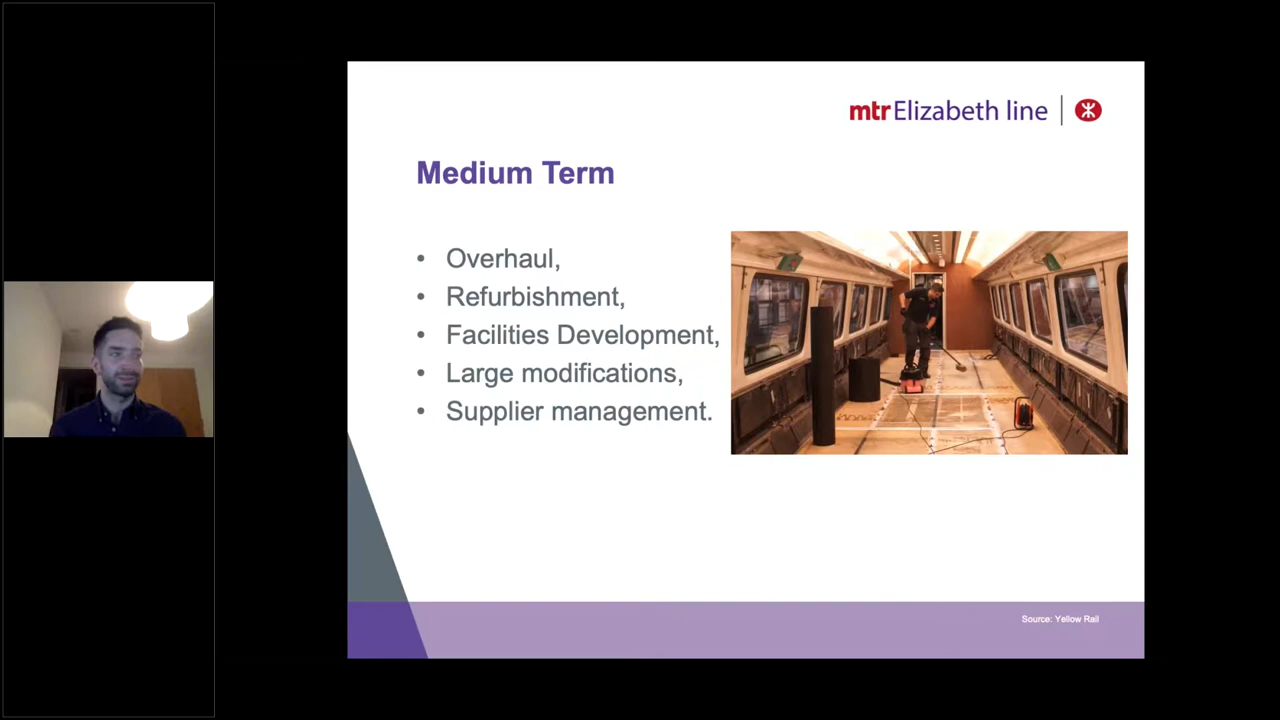 mtr Elizabeth line
Medium Term
• Overhaul,
• Refurbishment,
• Facilities Development,
• Large modifications,
• Supplier management.
Source: Yellow Rail